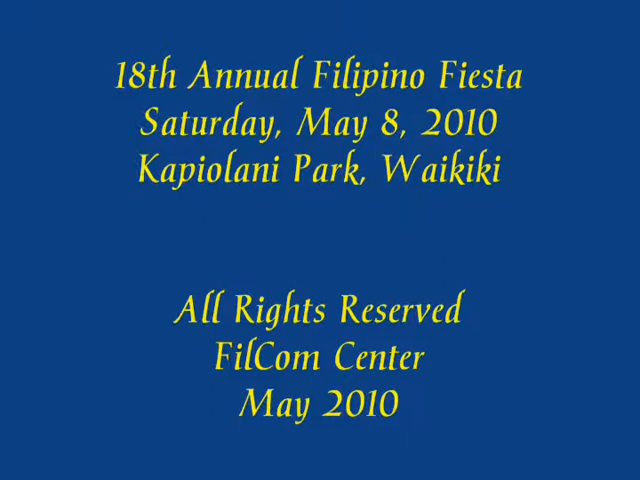 18th Annual Filipino Fiesta
Saturday, May 8, 2010
Kapiolani Park, Waikiki
All Rights Reserved
FilCom Center
May 2010